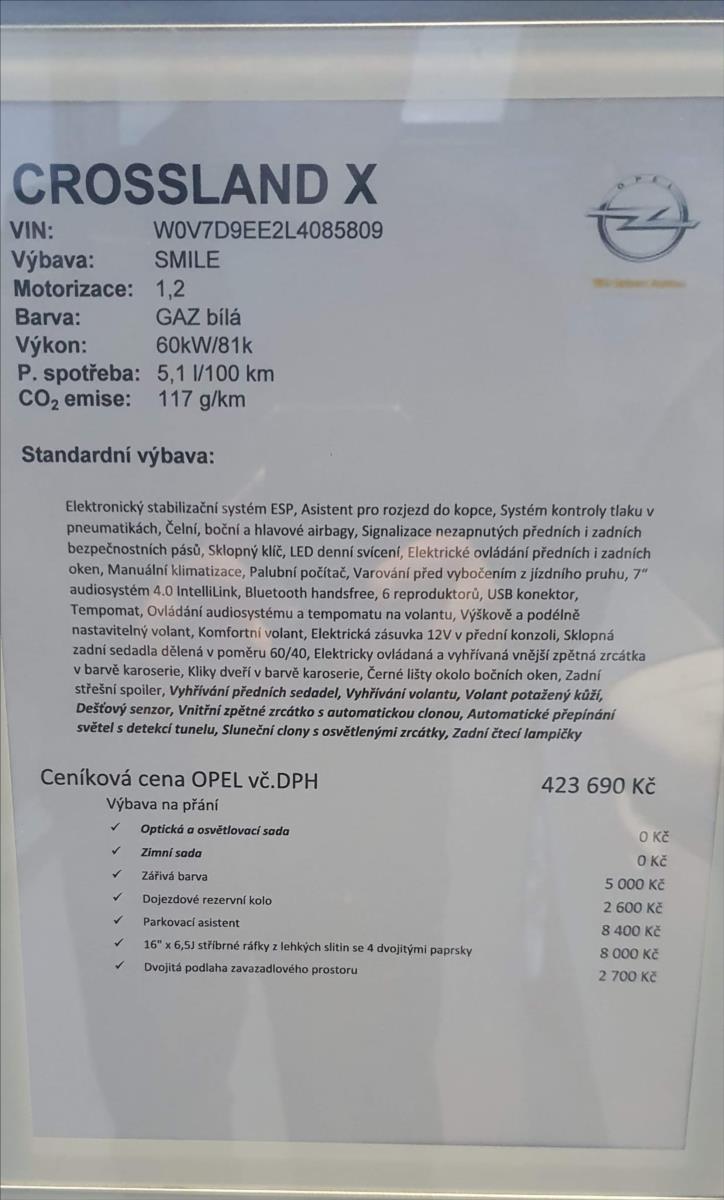 CROSSLAND X
OPEL
VIN: W0V7D9EE2L4085809
Výbava: SMILE
Motorizace: 1,2
Barva: GAZ bílá
Výkon: 60kW/81k
P. spotřeba: 5,1 l/100 km
CO₂ emise: 117 g/km
Standardní výbava:
Elektronický stabilizační systém ESP, Asistent pro rozjezd do kopce, Systém kontroly tlaku v
pneumatikách, Čelní, boční a hlavové airbagy, Signalizace nezapnutých předních i zadních
bezpečnostních pásů, Sklopný klíč, LED denní svícení, Elektrické ovládání předních i zadních
oken, Manuální klimatizace, Palubní počítač, Varování před vybočením z jízdního pruhu, 7“
audiosystém 4.0 IntelliLink, Bluetooth handsfree, 6 reproduktorů, USB konektor,
Tempomat, Ovládání audiosystému a tempomatu na volantu, Výškově a podélně
nastavitelný volant, Komfortní volant, Elektrická zásuvka 12V v přední konzoli, Sklopná
zadní sedadla dělená v poměru 60/40, Elektricky ovládaná a vyhřívaná vnější zpětná zrcátka
v barvě karoserie, Kliky dveří v barvě karoserie, Černé lišty okolo bočních oken, Zadní
střešní spoiler, Vyhřívání předních sedadel, Vyhřívání volantu, Volant potažený kůží,
Dešťový senzor, Vnitřní zpětné zrcátko s automatickou clonou, Automatické přepínání
světel s detekcí tunelu, Sluneční clony s osvětlenými zrcátky, Zadní čtecí lampičky
Ceníková cena OPEL vč.DPH 423 690 Kč
Výbava na přání
✓ Optická a osvětlovací sada 0 Kč
✓ Zimní sada 0 Kč
✓ Zářivá barva 5 000 Kč
✓ Dojezdové rezervní kolo 2 600 Kč
✓ Parkovací asistent 8 400 Kč
✓ 16" x 6,5J stříbrné ráfky z lehkých slitin se 4 dvojitými paprsky 8 000 Kč
✓ Dvojitá podlaha zavazadlového prostoru 2 700 Kč